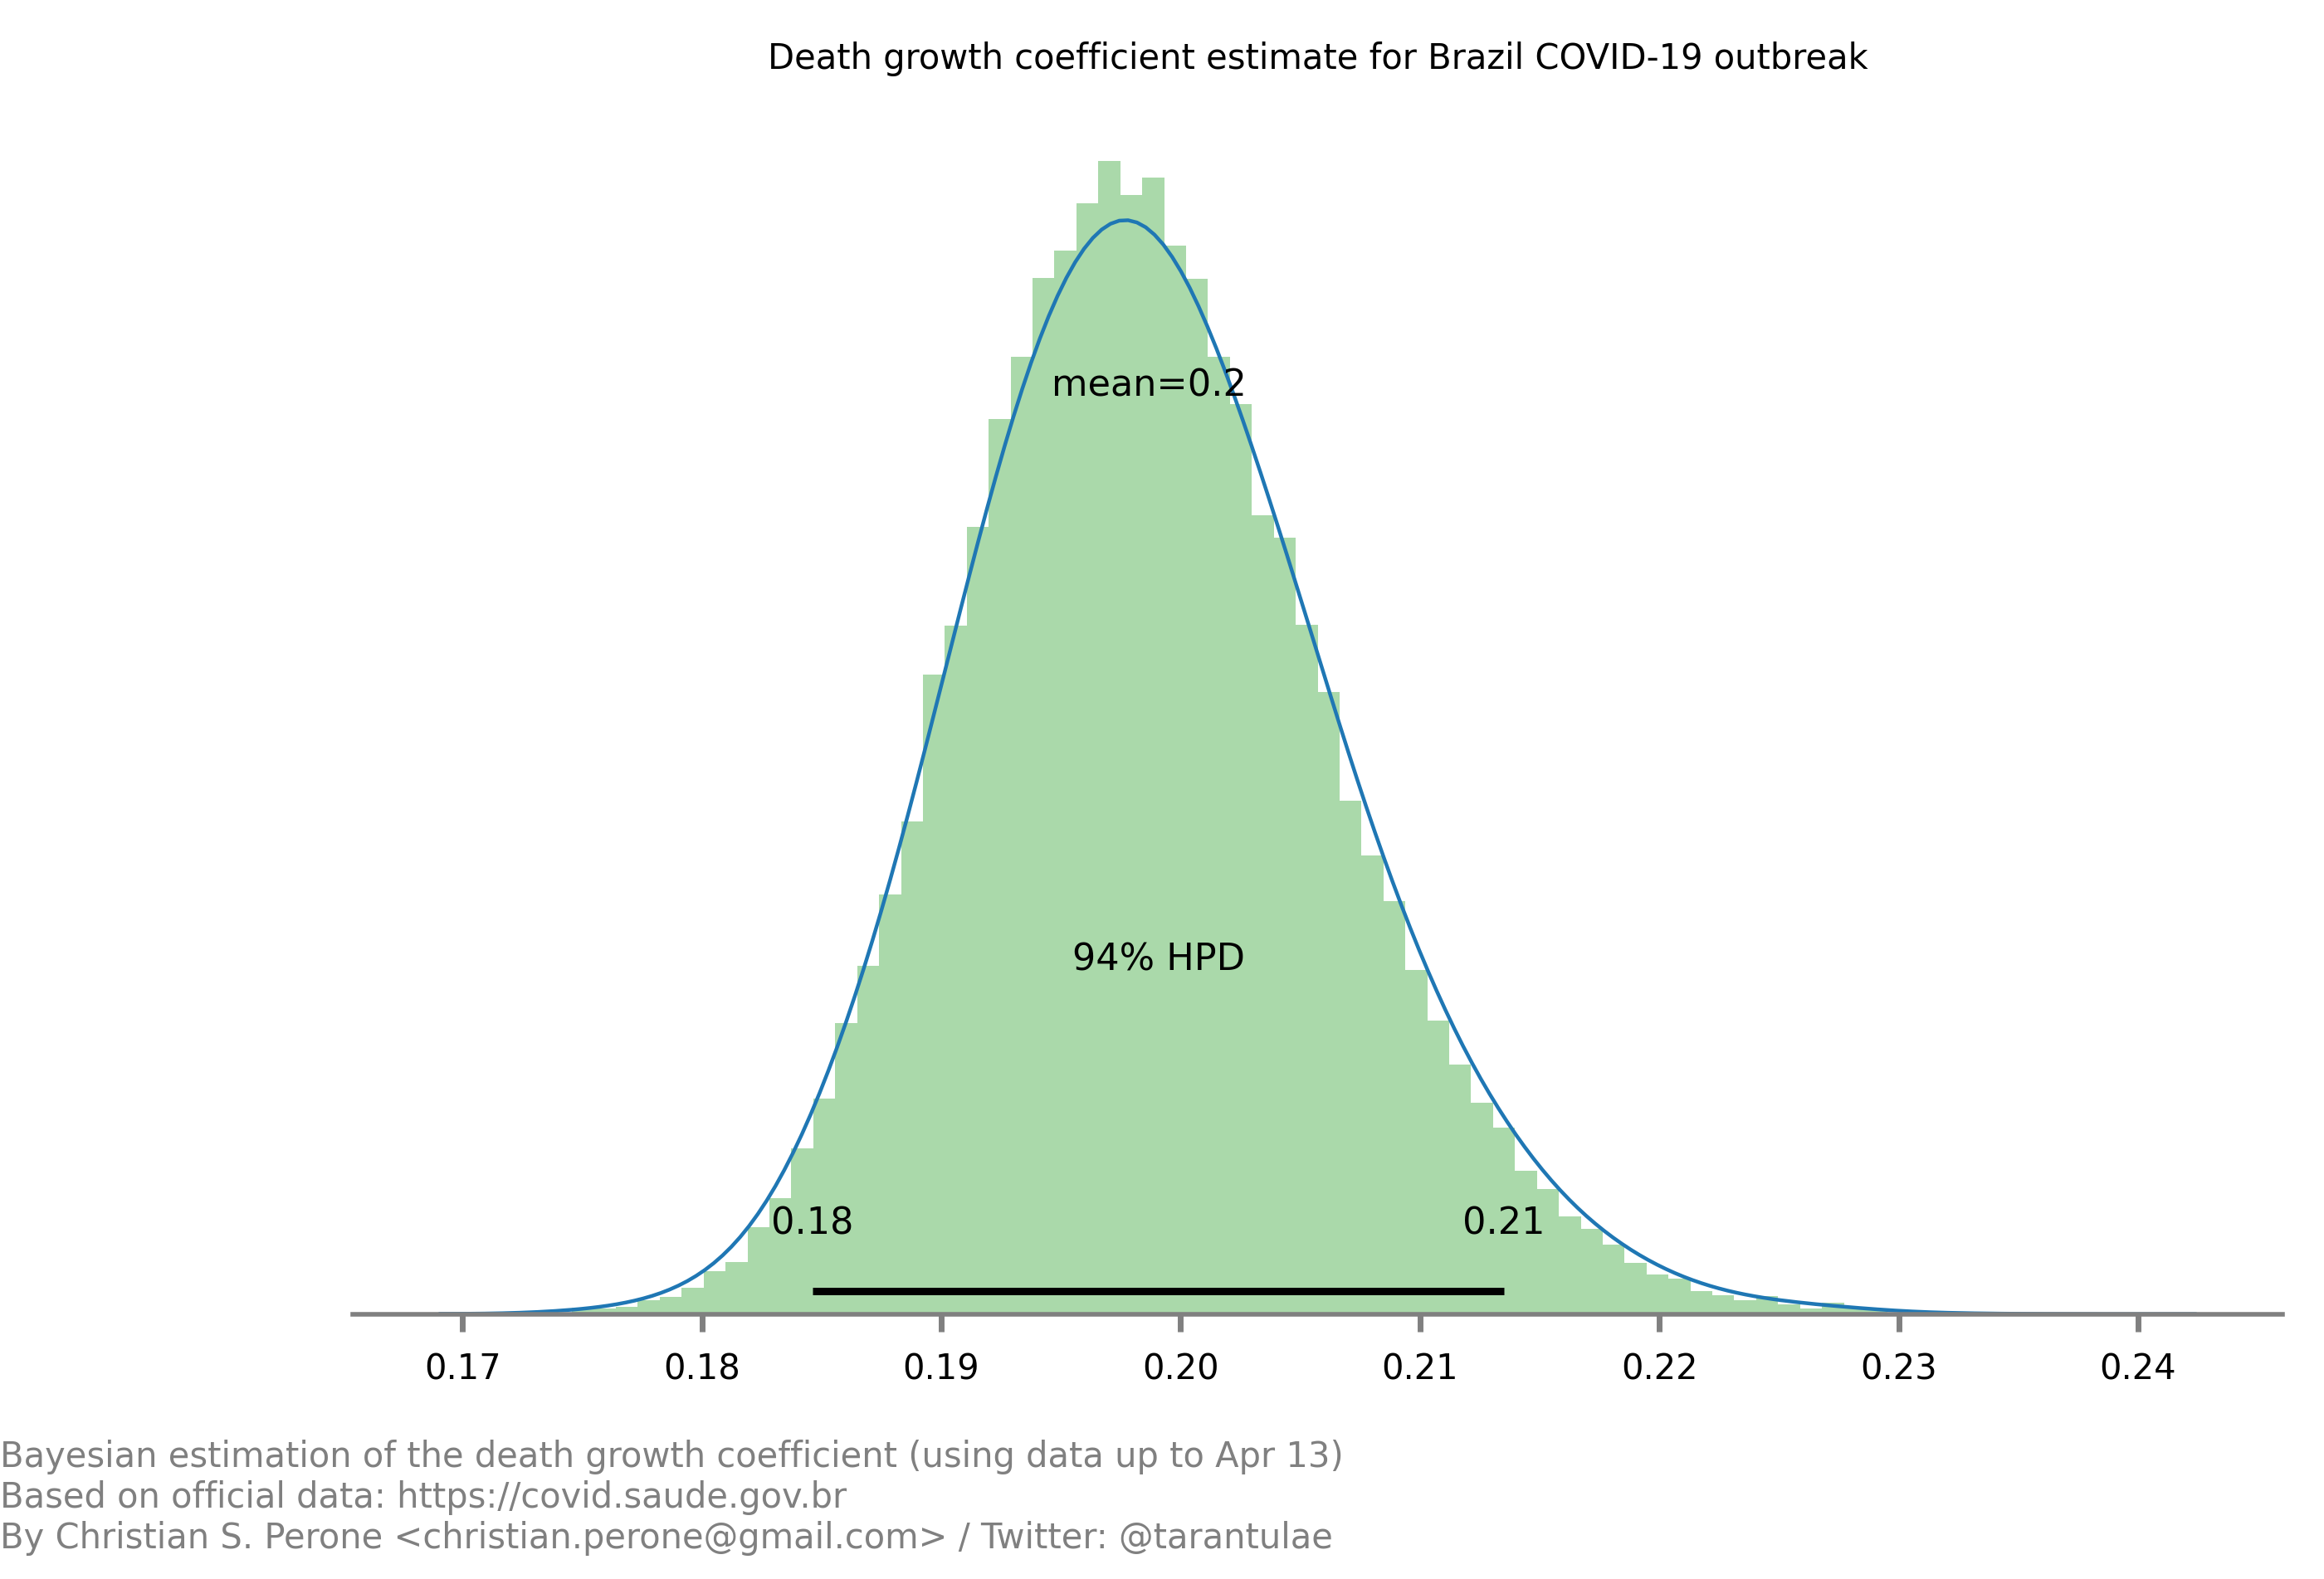 Death growth coefficient estimate for Brazil COVID-19 outbreak
mean=0.2
94% HPD
0.18 0.21
0.17 0.18 0.19 0.20 0.21 0.22 0.23 0.24
Bayesian estimation of the death growth coefficient (using data up to Apr 13)
Based on official data: https://covid.saude.gov.br
By Christian S. Perone <christian.perone@gmail.com> / Twitter: @tarantulae